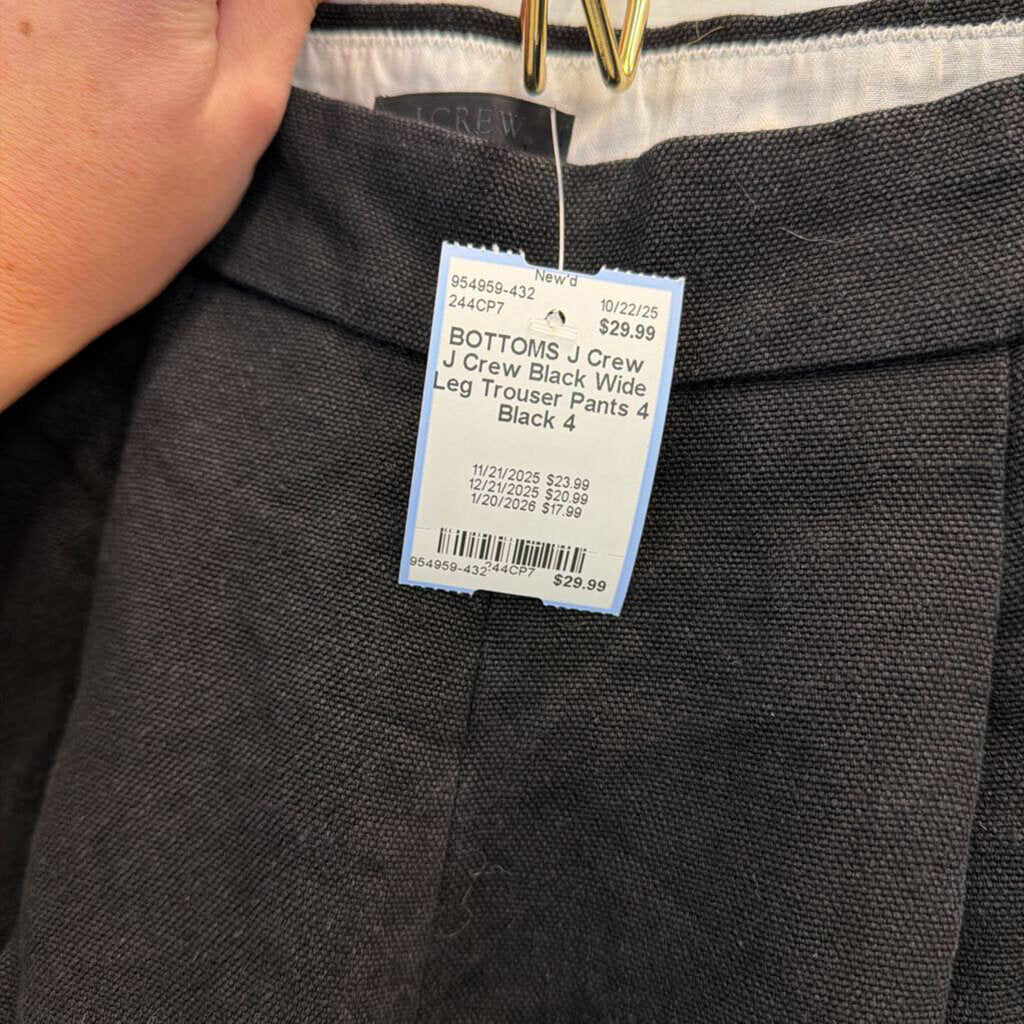 J.CREW
New'd
954959-432 10/22/25
244CP7 $29.99
BOTTOMS J Crew
J Crew Black Wide
Leg Trouser Pants 4
Black 4
11/21/2025 $23.99
12/21/2025 $20.99
1/20/2026 $17.99
954959-432 244CP7 $29.99